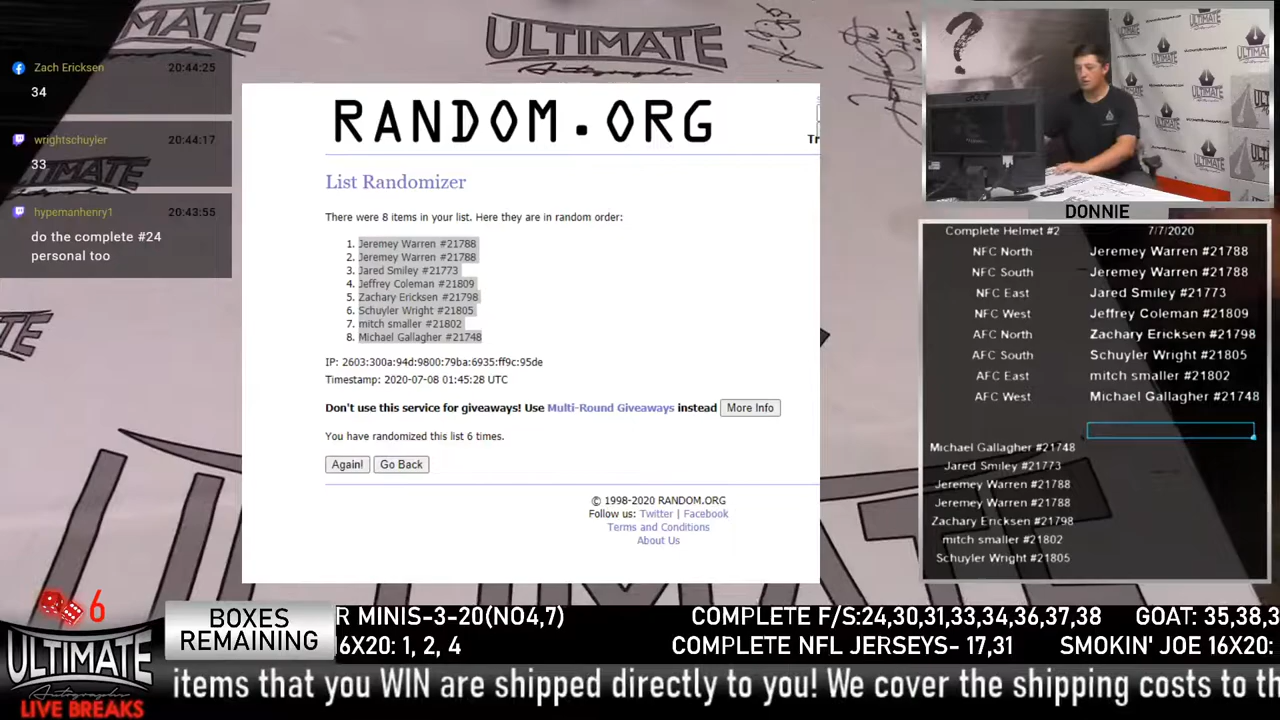 Zach Ericksen 20:44:25
34
wrightschuyler 20:44:17
33
hypemanhenry1 20:43:55
do the complete #24
personal too
ULTIMATE
RANDOM.ORG
Tr
List Randomizer
There were 8 items in your list. Here they are in random order:
1. Jeremey Warren #21788
2. Jeremey Warren #21788
3. Jared Smiley #21773
4. Jeffrey Coleman #21809
5. Zachary Ericksen #21798
6. Schuyler Wright #21805
7. mitch smaller #21802
8. Michael Gallagher #21748
IP: 2603:300a:94d:9800:79ba:6935:ff9c:95de
Timestamp: 2020-07-08 01:45:28 UTC
Don't use this service for giveaways! Use Multi-Round Giveaways instead More Info
You have randomized this list 6 times.
Again! Go Back
© 1998-2020 RANDOM.ORG
Follow us: Twitter | Facebook
Terms and Conditions
About Us
DONNIE
Complete Helmet #2 7/7/2020
NFC North Jeremey Warren #21788
NFC South Jeremey Warren #21788
NFC East Jared Smiley #21773
NFC West Jeffrey Coleman #21809
AFC North Zachary Ericksen #21798
AFC South Schuyler Wright #21805
AFC East mitch smaller #21802
AFC West Michael Gallagher #21748
Michael Gallagher #21748
Jared Smiley #21773
Jeremey Warren #21788
Jeremey Warren #21788
Zachary Ericksen #21798
mitch smaller #21802
Schuyler Wright #21805
6
ULTIMATE
Autographs
LIVE BREAKS
BOXES
REMAINING
R MINIS-3-20(NO4,7) COMPLETE F/S:24,30,31,33,34,36,37,38 GOAT: 35,38,3
16X20: 1, 2, 4 COMPLETE NFL JERSEYS- 17,31 SMOKIN' JOE 16X20:
items that you WIN are shipped directly to you! We cover the shipping costs to th